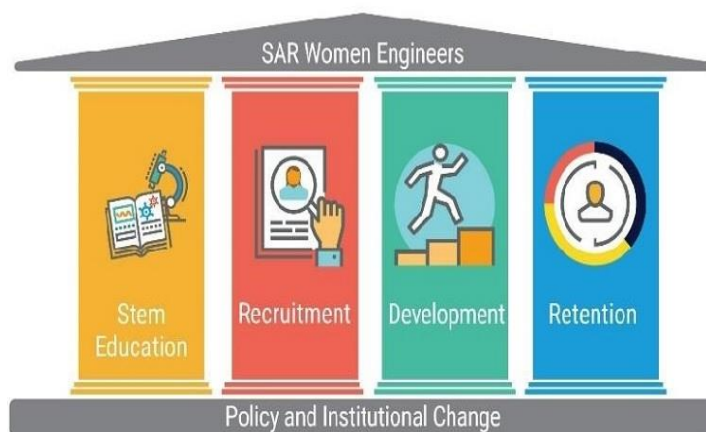 SAR Women Engineers
Stem
Education
Recruitment
Development
Retention
Policy and Institutional Change